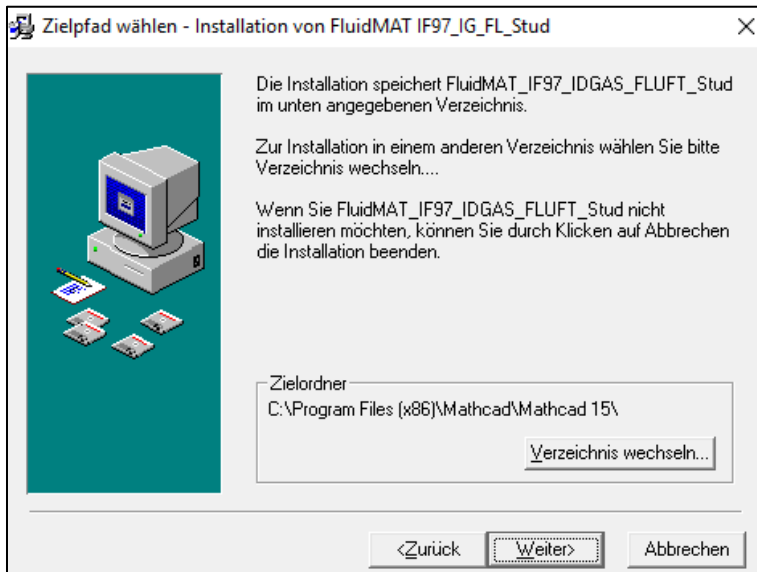 Zielpfad wählen - Installation von FluidMAT IF97_IG_FL_Stud
Die Installation speichert FluidMAT_IF97_IDGAS_FLUFT_Stud
im unten angegebenen Verzeichnis.
Zur Installation in einem anderen Verzeichnis wählen Sie bitte
Verzeichnis wechseln....
Wenn Sie FluidMAT_IF97_IDGAS_FLUFT_Stud nicht
installieren möchten, können Sie durch Klicken auf Abbrechen
die Installation beenden.
Zielordner
C:\Program Files (x86)\Mathcad\Mathcad 15\
Verzeichnis wechseln...
<Zurück Weiter> Abbrechen